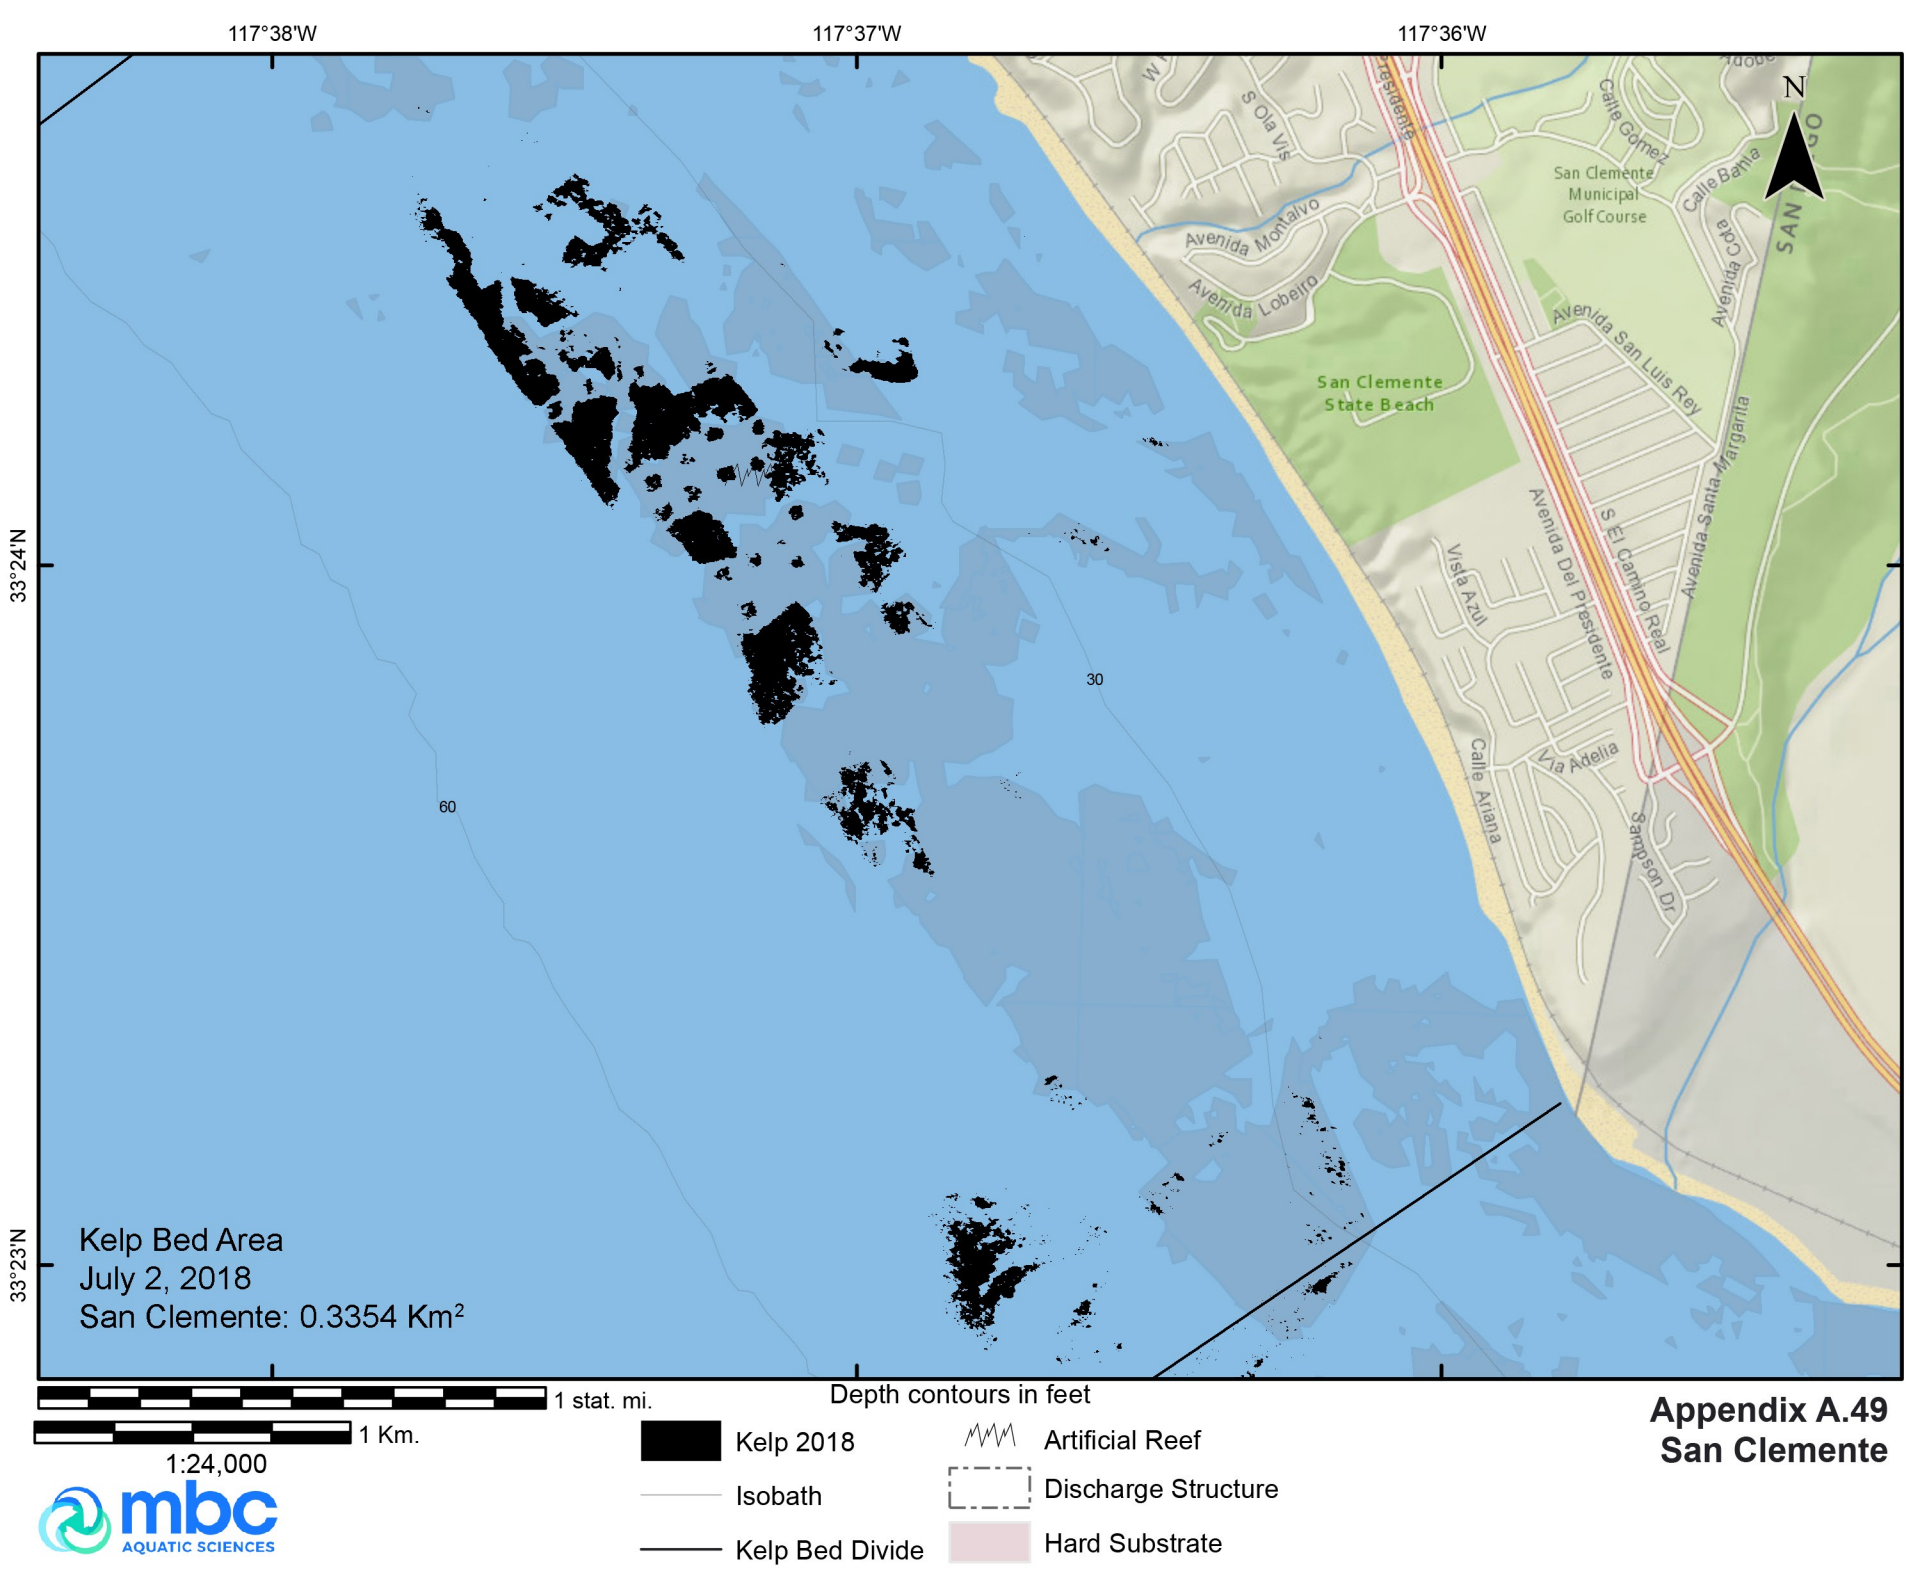 117°38'W
117°37'W
117°36'W
N
33°24'N
33°23'N
W
S Ola Vis
Presidente
Calle Gomez
Adobe
San Clemente
Municipal
Golf Course
Calle Bahia
SAN
GO
Avenida Montalvo
Avenida Cota
Avenida Lobeiro
Avenida San Luis Rey
San Clemente
State Beach
Avenida Santa Margarita
Avenida Del Presidente
S El Camino Real
Vista Azul
Via Adelia
Calle Ariana
Sampson Dr
30
60
Kelp Bed Area
July 2, 2018
San Clemente: 0.3354 Km²
1 stat. mi.
1 Km.
1:24,000
mbc
AQUATIC SCIENCES
Depth contours in feet
Kelp 2018
Isobath
Kelp Bed Divide
Artificial Reef
Discharge Structure
Hard Substrate
Appendix A.49
San Clemente